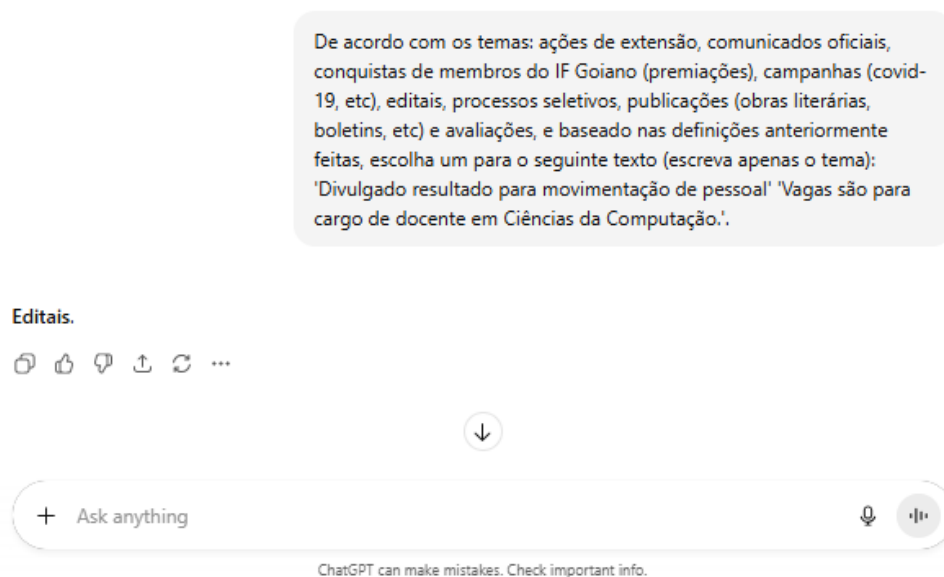 De acordo com os temas: ações de extensão, comunicados oficiais,
conquistas de membros do IF Goiano (premiações), campanhas (covid-
19, etc), editais, processos seletivos, publicações (obras literárias,
boletins, etc) e avaliações, e baseado nas definições anteriormente
feitas, escolha um para o seguinte texto (escreva apenas o tema):
'Divulgado resultado para movimentação de pessoal' 'Vagas são para
cargo de docente em Ciências da Computação.'.
Editais.
Ask anything
ChatGPT can make mistakes. Check important info.